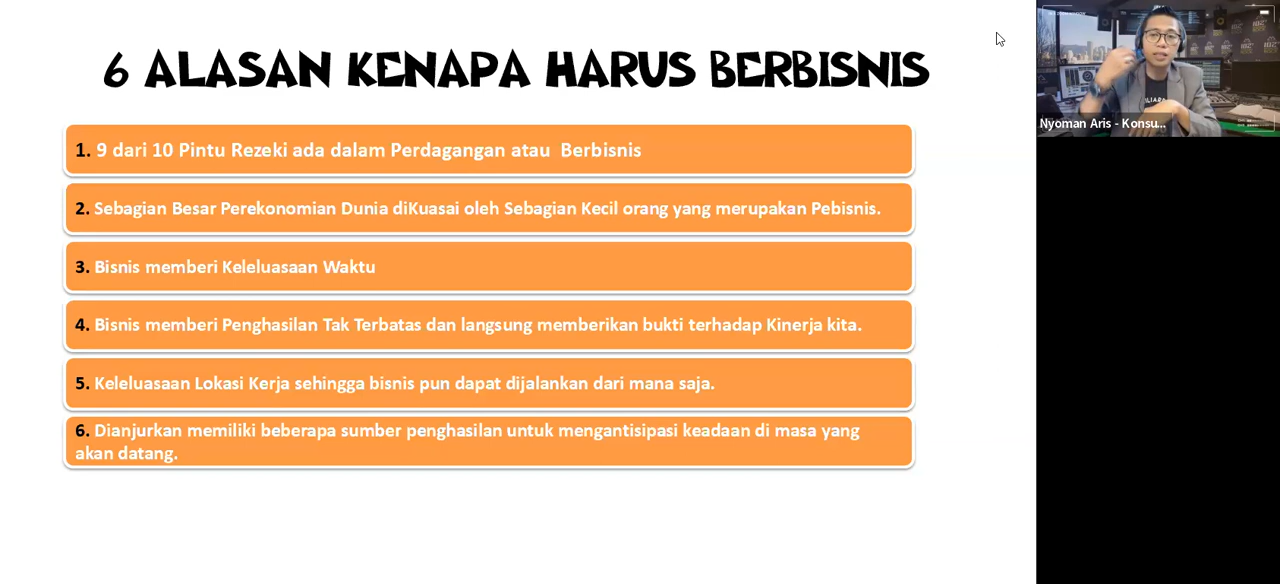 6 ALASAN KENAPA HARUS BERBISNIS
1. 9 dari 10 Pintu Rezeki ada dalam Perdagangan atau Berbisnis
2. Sebagian Besar Perekonomian Dunia diKuasai oleh Sebagian Kecil orang yang merupakan Pebisnis.
3. Bisnis memberi Keleluasaan Waktu
4. Bisnis memberi Penghasilan Tak Terbatas dan langsung memberikan bukti terhadap Kinerja kita.
5. Keleluasaan Lokasi Kerja sehingga bisnis pun dapat dijalankan dari mana saja.
6. Dianjurkan memiliki beberapa sumber penghasilan untuk mengantisipasi keadaan di masa yang
akan datang.
Nyoman Aris - Konsu...